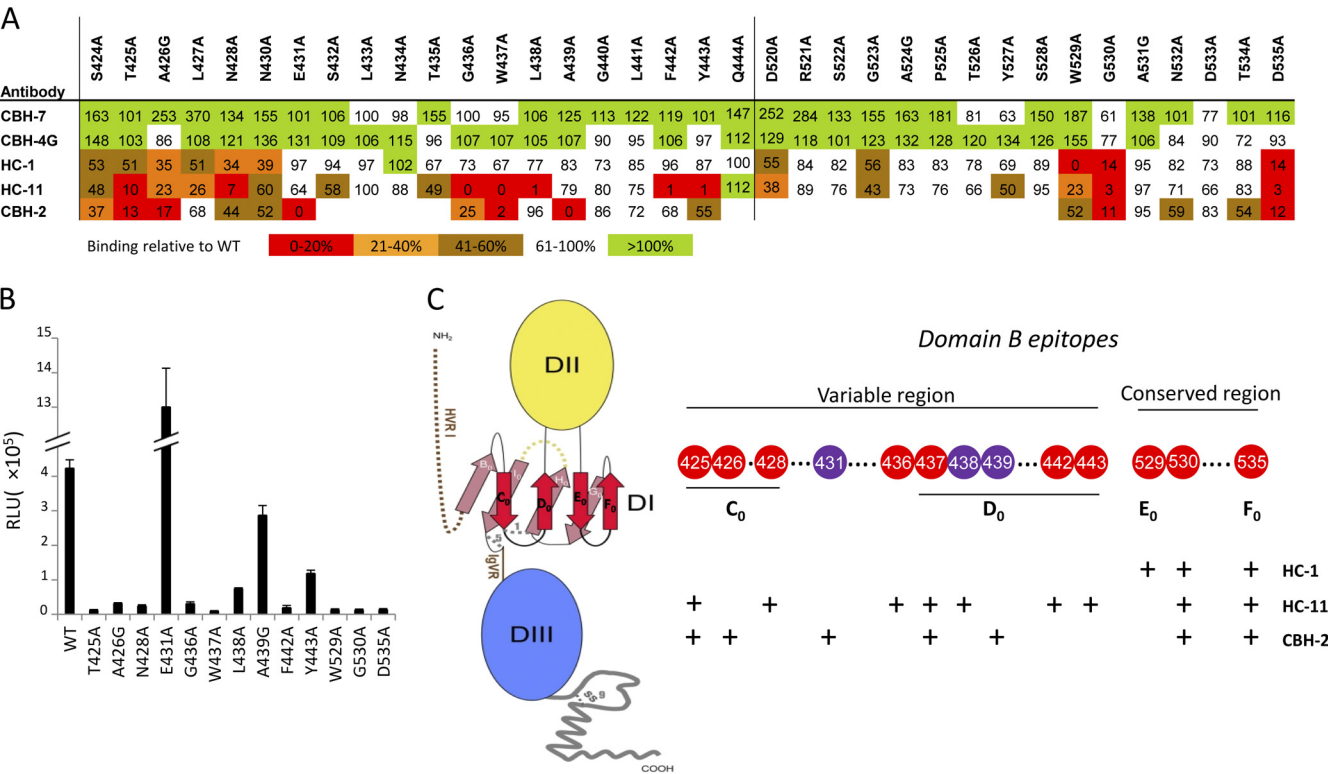 A
Antibody S424A T425A A426G L427A N428A N430A E431A S432A L433A N434A T435A G436A W437A L438A A439A G440A L441A F442A Y443A Q444A D520A R521A S522A G523A A524G P525A T526A Y527A S528A W529A G530A A531G N532A D533A T534A D535A
CBH-7 163 101 253 370 134 155 101 106 100 98 155 100 95 106 125 113 122 119 101 147 252 284 133 155 163 181 81 63 150 187 61 138 101 77 101 116
CBH-4G 148 103 86 108 121 136 131 109 106 115 96 107 107 105 107 90 95 106 97 112 129 118 101 123 132 128 120 134 126 155 91 106 84 90 72 93
HC-1 53 51 35 51 34 39 97 94 97 102 67 73 67 77 83 73 85 96 87 100 55 83 73 56 83 83 78 69 89 0 14 95 82 73 88 14
HC-11 48 10 23 26 7 60 64 58 100 88 49 0 0 1 79 80 75 1 1 112 38 89 76 43 73 76 66 50 95 23 3 97 71 66 83 3
CBH-2 37 13 17 68 44 52 0 25 2 96 0 86 72 68 55 52 11 95 59 83 54 12
Binding relative to WT 0-20% 21-40% 41-60% 61-100% >100%
B
RLU( ×10⁵)
15
14
13
4
3
2
1
0
WT T425A A426G N428A E431A G436A W437A L438A A439G F442A Y443A W529A G530A D535A
C
NH₂
HVR I
DII
B₀ C₀ D₀ H E₀ G₀ F₀ DI
IgVR
DIII
COOH
Domain B epitopes
Variable region Conserved region
425 426 · 428 ... 431 .... 436 437 438 439 ... 442 443 529 530 .... 535
C₀ D₀ E₀ F₀
+ + + HC-1
+ + + + + + + + + HC-11
+ + + + + + + CBH-2